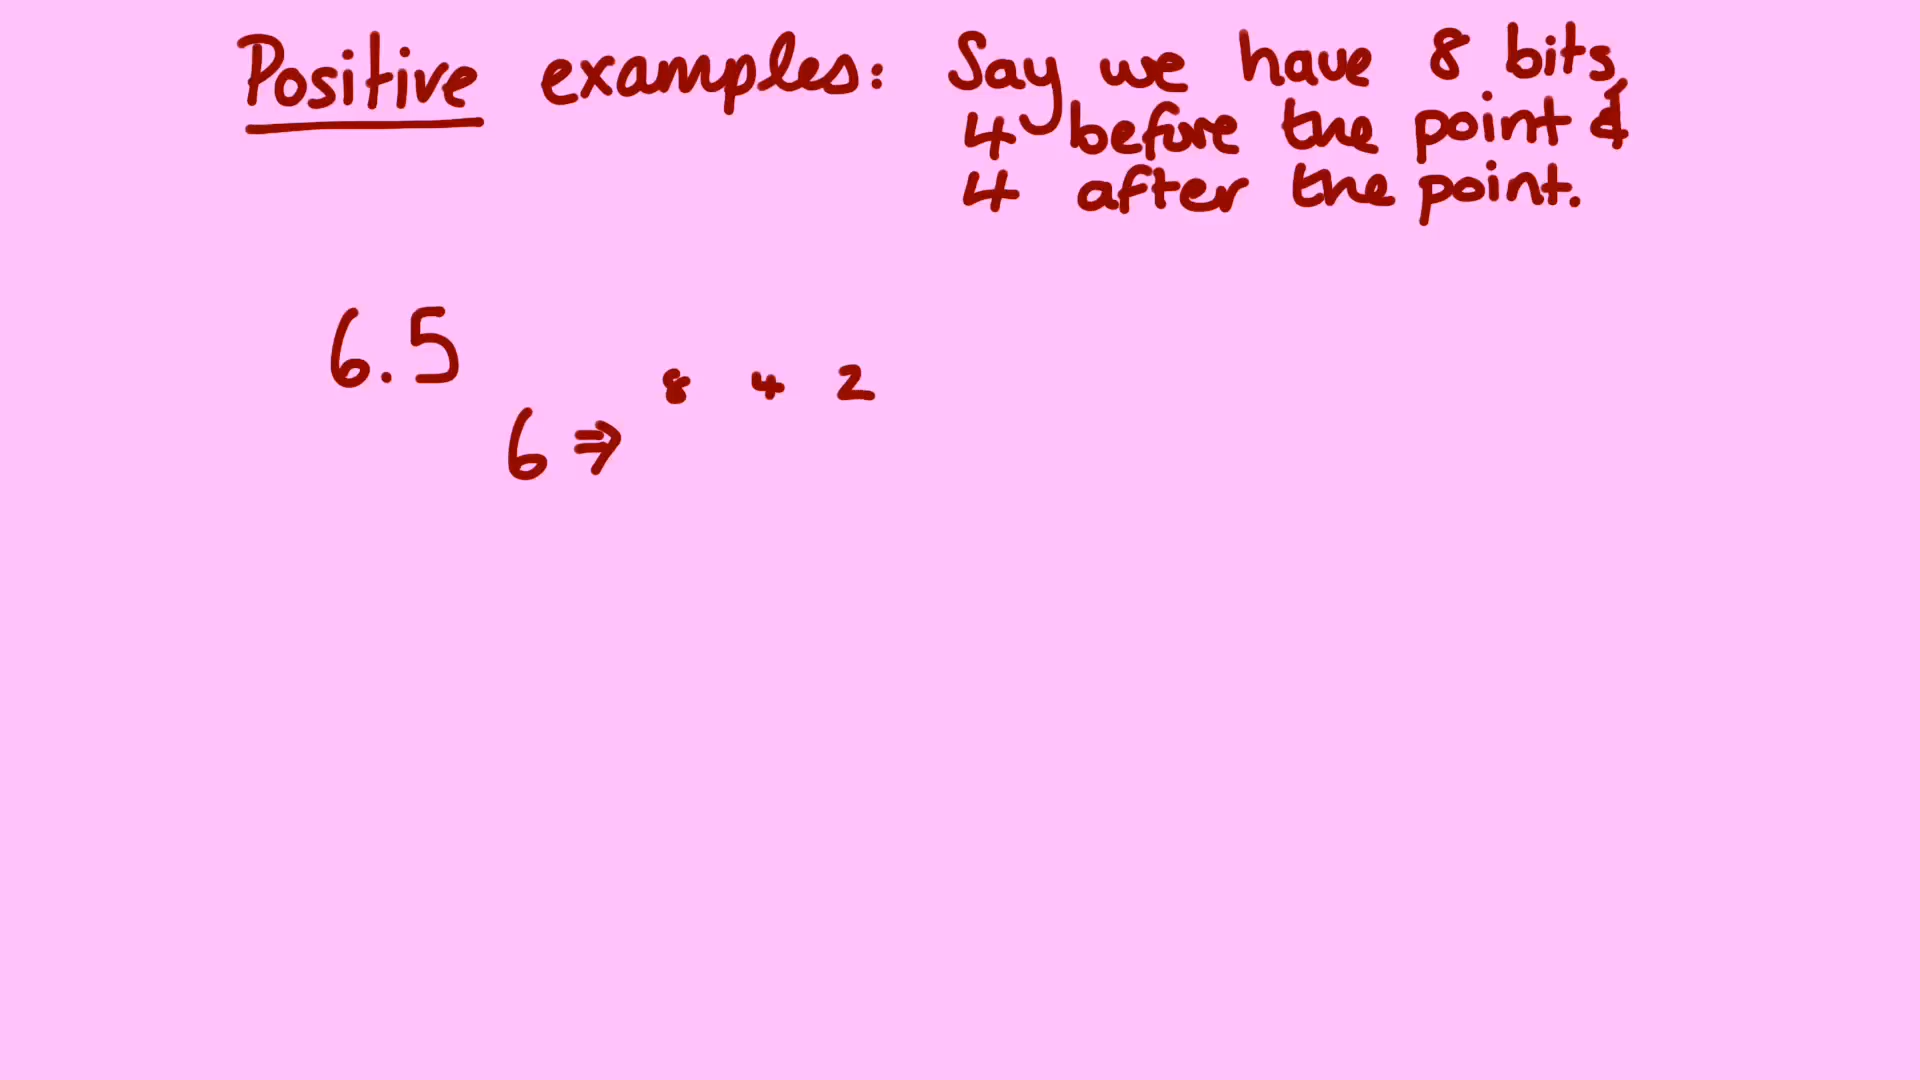 Positive examples: Say we have 8 bits,
4 before the point &
4 after the point.
6.5
8 4 2
6 ⇒